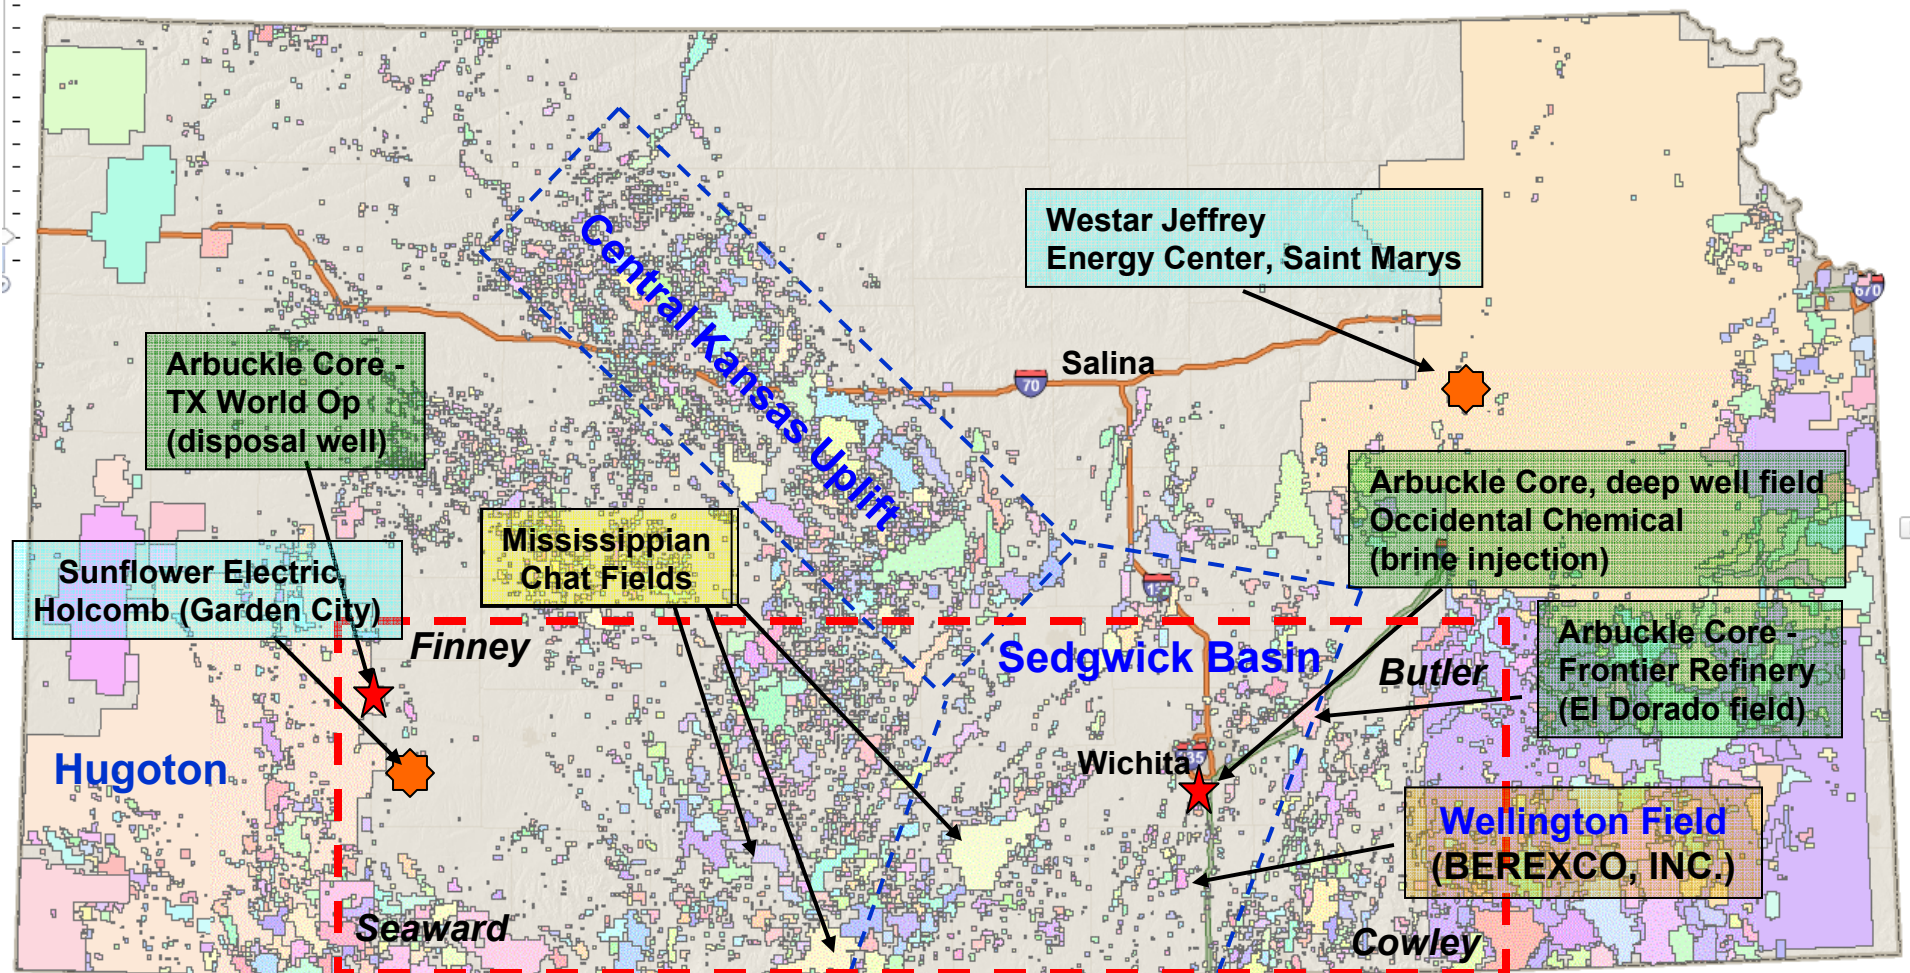 Westar Jeffrey
Energy Center, Saint Marys
Central Kansas Uplift
670
Arbuckle Core -
TX World Op
(disposal well)
Salina
70
Arbuckle Core, deep well field
Occidental Chemical
(brine injection)
Mississippian
Chat Fields
Sunflower Electric,
Holcomb (Garden City)
Finney
Sedgwick Basin
Butler
Arbuckle Core -
Frontier Refinery
(El Dorado field)
Hugoton
Wichita
Wellington Field
(BEREXCO, INC.)
Seaward
Cowley